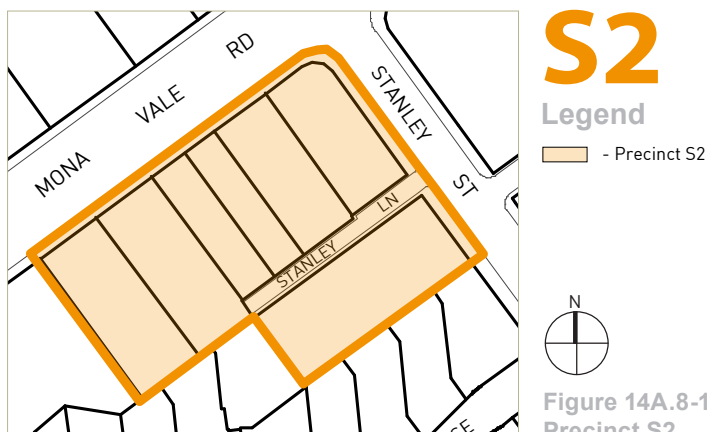 S2
Legend
- Precinct S2
MONA VALE RD
STANLEY ST
STANLEY LN
N
Figure 14A.8-1
Precinct S2